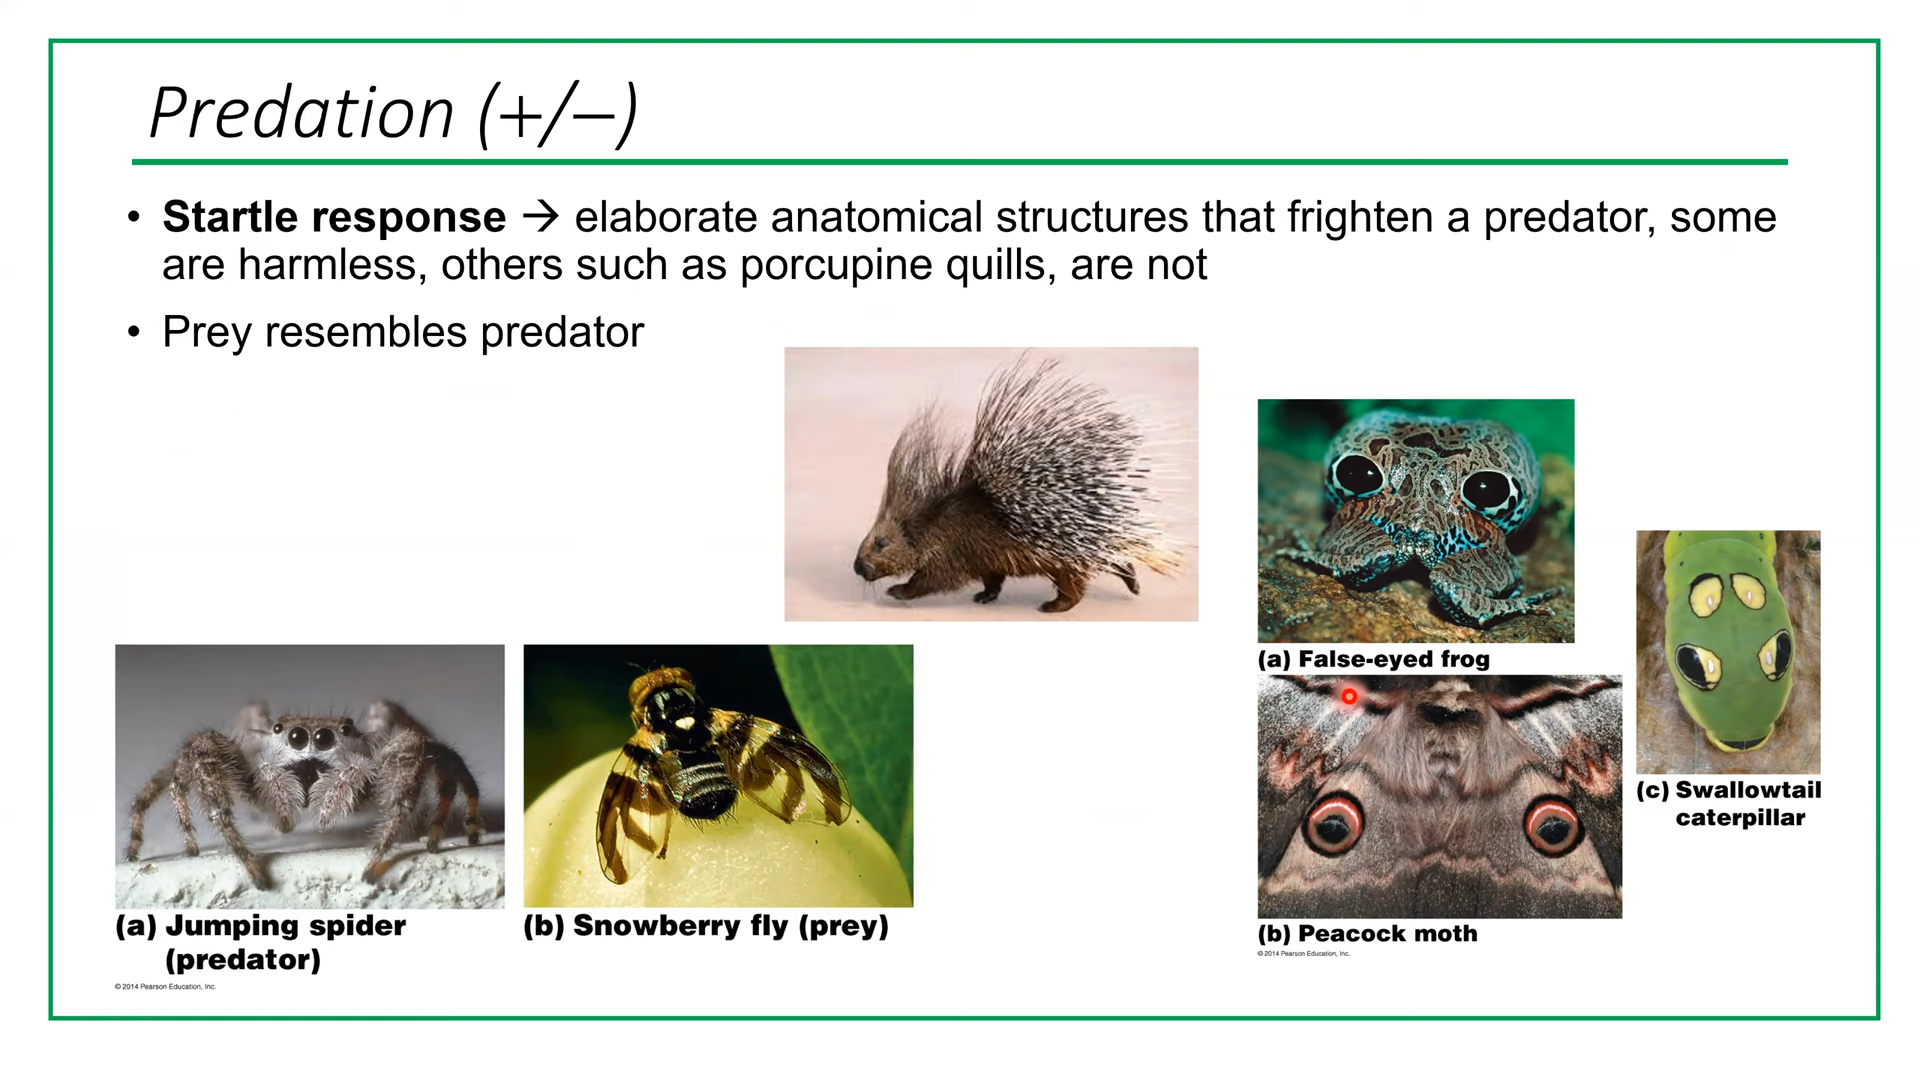 Predation (+/–)
• Startle response → elaborate anatomical structures that frighten a predator, some
are harmless, others such as porcupine quills, are not
• Prey resembles predator
(a) Jumping spider
(predator)
© 2014 Pearson Education, Inc.
(b) Snowberry fly (prey)
(a) False-eyed frog
(b) Peacock moth
© 2014 Pearson Education, Inc.
(c) Swallowtail
caterpillar